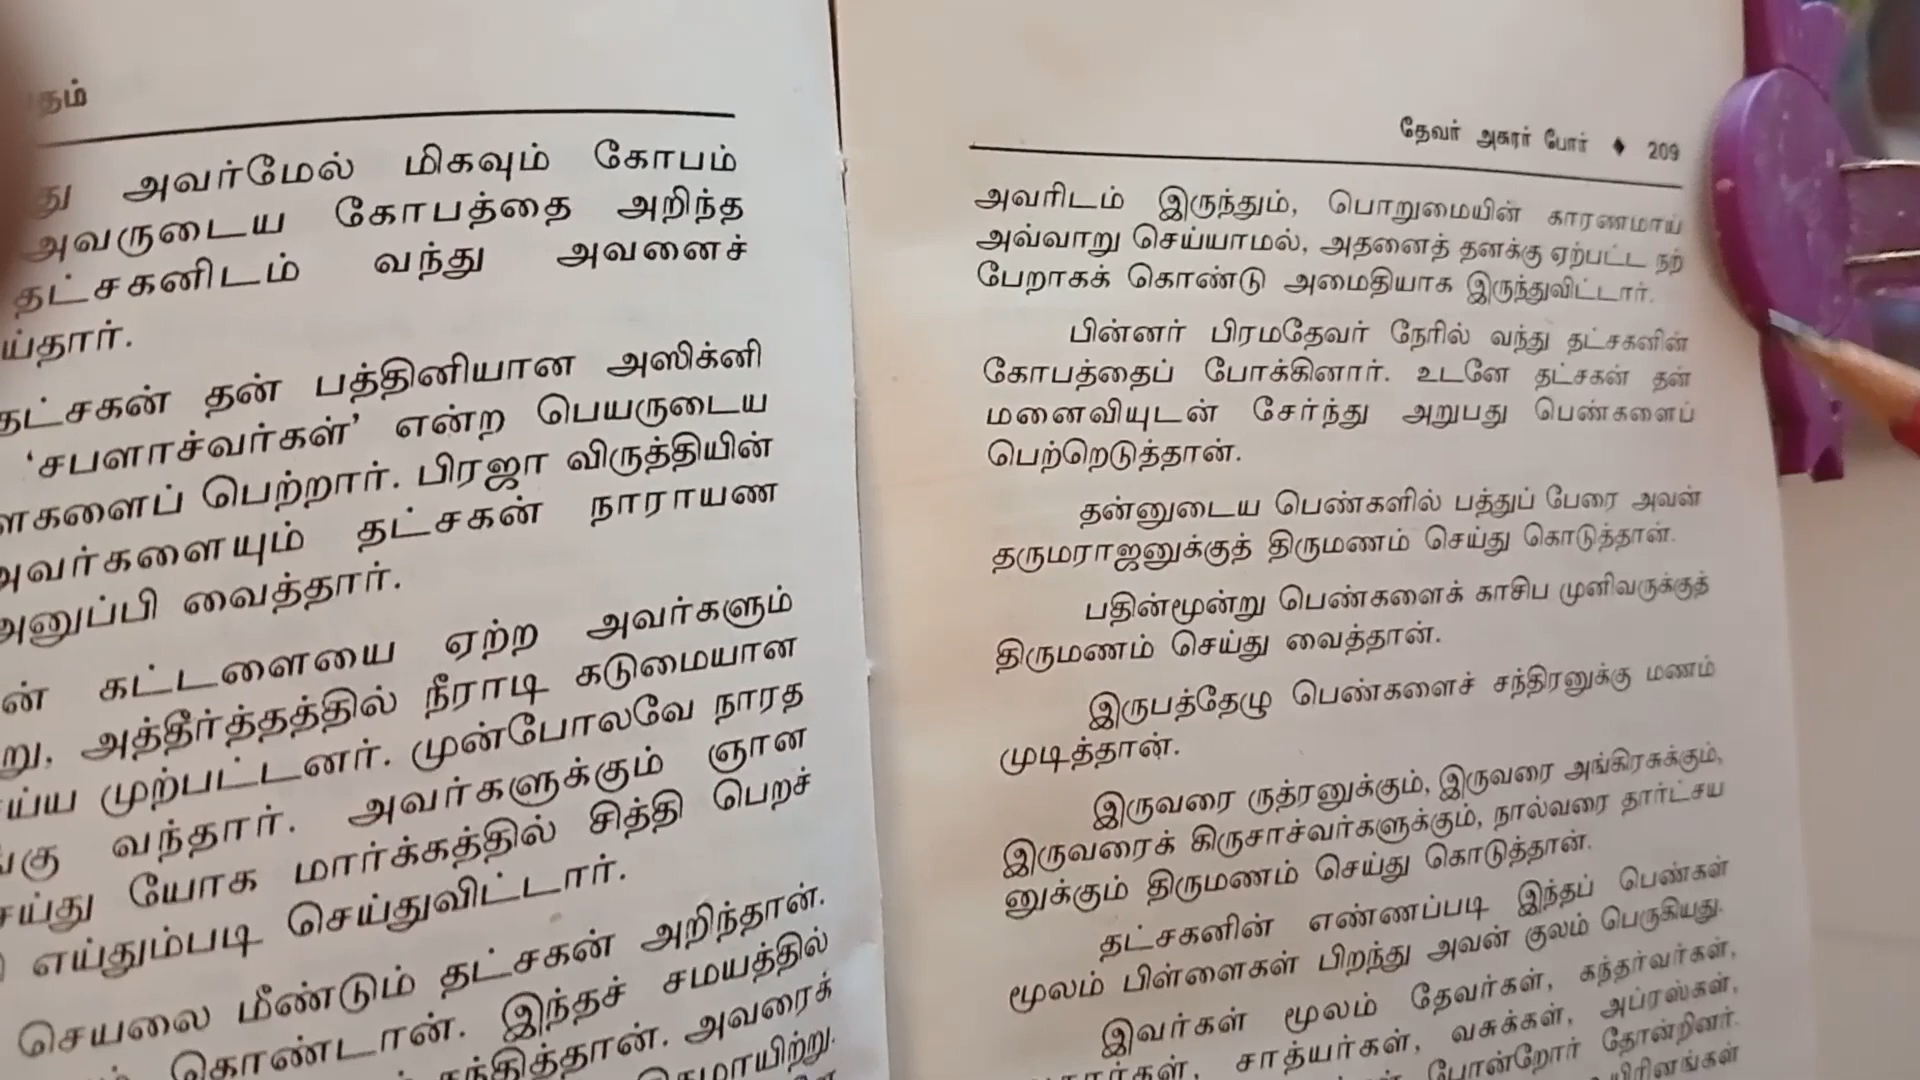 அவர்மேல் மிகவும் கோபம்
அவருடைய கோபத்தை அறிந்த
தட்சகனிடம் வந்து அவனைச்
தட்சகன் தன் பத்தினியான அஸிக்னி
‘சபளாச்வர்கள்’ என்ற பெயருடைய
பெற்றார். பிரஜா விருத்தியின்
அவர்களையும் தட்சகன் நாராயண
அனுப்பி வைத்தார்.
கட்டளையை ஏற்ற அவர்களும்
அத்தீர்த்தத்தில் நீராடி கடுமையான
முற்பட்டனர். முன்போலவே நாரத
வந்தார். அவர்களுக்கும் ஞான
யோக மார்க்கத்தில் சித்தி பெறச்
எய்தும்படி செய்துவிட்டார்.
செயலை மீண்டும் தட்சகன் அறிந்தான்.
கொண்டான். இந்தச் சமயத்தில்
அவரைக்
தேவர் அசுரர் போர் ♦ 209
அவரிடம் இருந்தும், பொறுமையின் காரணமாய்
அவ்வாறு செய்யாமல், அதனைத் தனக்கு ஏற்பட்ட நற்
பேறாகக் கொண்டு அமைதியாக இருந்துவிட்டார்.
பின்னர் பிரமதேவர் நேரில் வந்து தட்சகனின்
கோபத்தைப் போக்கினார். உடனே தட்சகன் தன்
மனைவியுடன் சேர்ந்து அறுபது பெண்களைப்
பெற்றெடுத்தான்.
தன்னுடைய பெண்களில் பத்துப் பேரை அவன்
தருமராஜனுக்குத் திருமணம் செய்து கொடுத்தான்.
பதின்மூன்று பெண்களைக் காசிப முனிவருக்குத்
திருமணம் செய்து வைத்தான்.
இருபத்தேழு பெண்களைச் சந்திரனுக்கு மணம்
முடித்தான்.
இருவரை ருத்ரனுக்கும், இருவரை அங்கிரசுக்கும்,
இருவரைக் கிருசாச்வர்களுக்கும், நால்வரை தார்ட்சய
னுக்கும் திருமணம் செய்து கொடுத்தான்.
தட்சகனின் எண்ணப்படி இந்தப் பெண்கள்
மூலம் பிள்ளைகள் பிறந்து அவன் குலம் பெருகியது.
இவர்கள் மூலம் தேவர்கள், கந்தர்வர்கள்,
சாத்யர்கள், வசுக்கள், அப்ரஸ்கள்,
போன்றோர் தோன்றினர்.